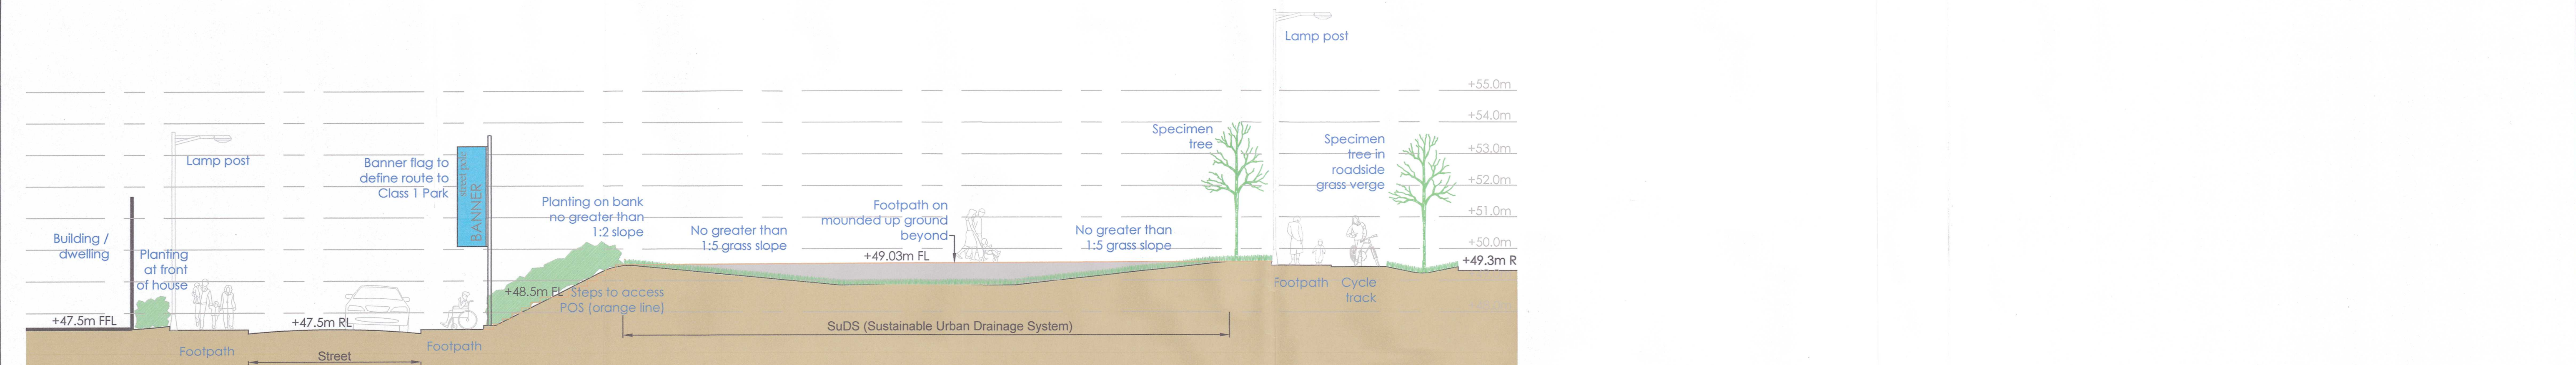 Lamp post
+55.0m
+54.0m
+53.0m
+52.0m
+51.0m
+50.0m
+49.3m R
Specimen
tree
Specimen
tree in
roadside
grass verge
Lamp post
Banner flag to
define route to
Class 1 Park
street pole
BANNER
Planting on bank
no greater than
1:2 slope
Footpath on
mounded up ground
beyond
No greater than
1:5 grass slope
No greater than
1:5 grass slope
+49.03m FL
Building /
dwelling
Planting
at front
of house
+48.5m FL
Steps to access
POS (orange line)
Footpath
Cycle
track
+47.5m FFL
+47.5m RL
SuDS (Sustainable Urban Drainage System)
Footpath
Street
Footpath